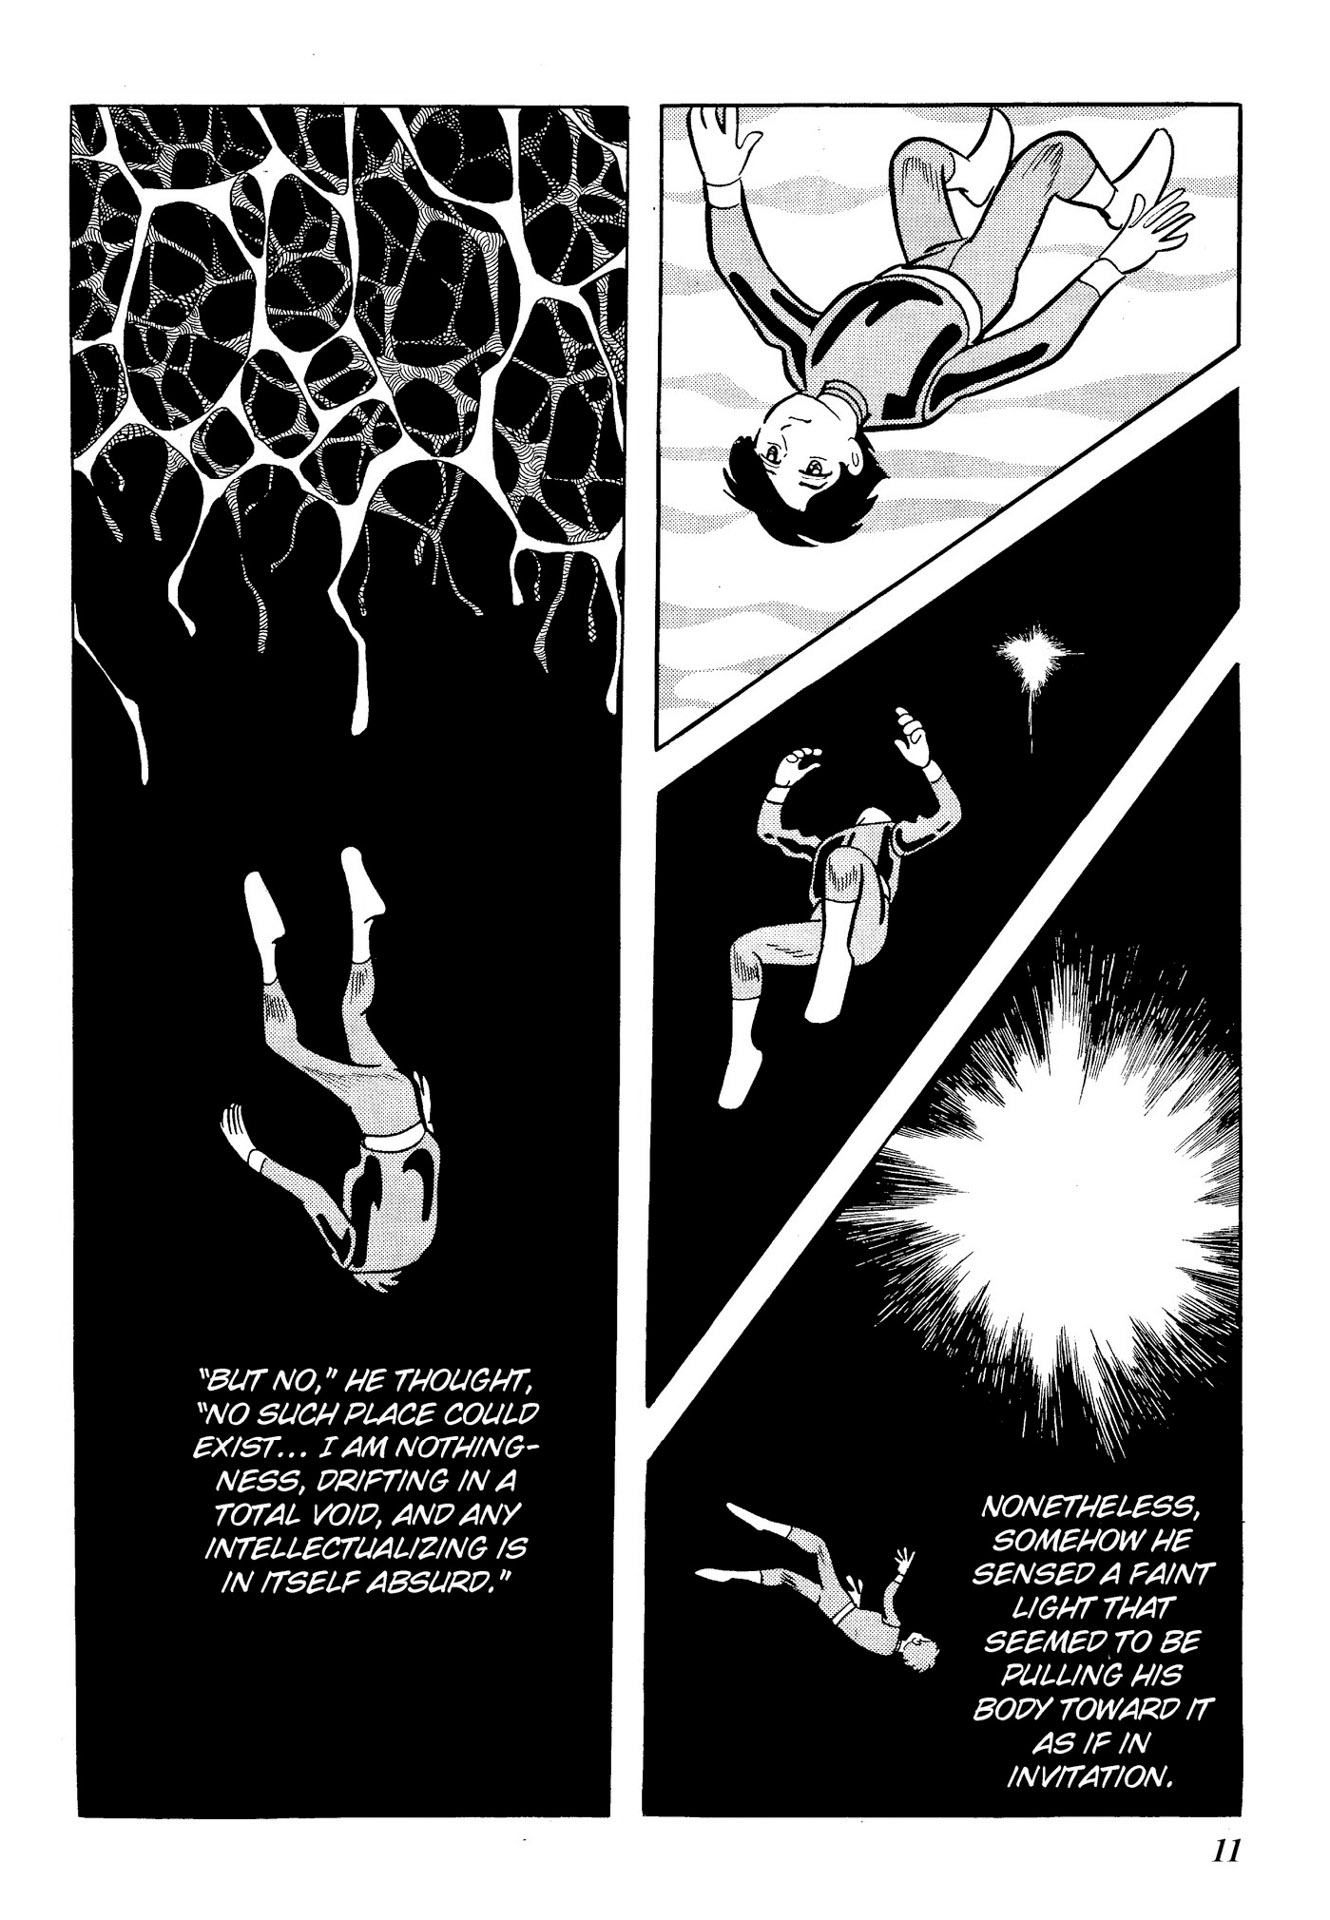 "BUT NO," HE THOUGHT,
"NO SUCH PLACE COULD
EXIST... I AM NOTHING-
NESS, DRIFTING IN A
TOTAL VOID, AND ANY
INTELLECTUALIZING IS
IN ITSELF ABSURD."
NONETHELESS,
SOMEHOW HE
SENSED A FAINT
LIGHT THAT
SEEMED TO BE
PULLING HIS
BODY TOWARD IT
AS IF IN
INVITATION.
11